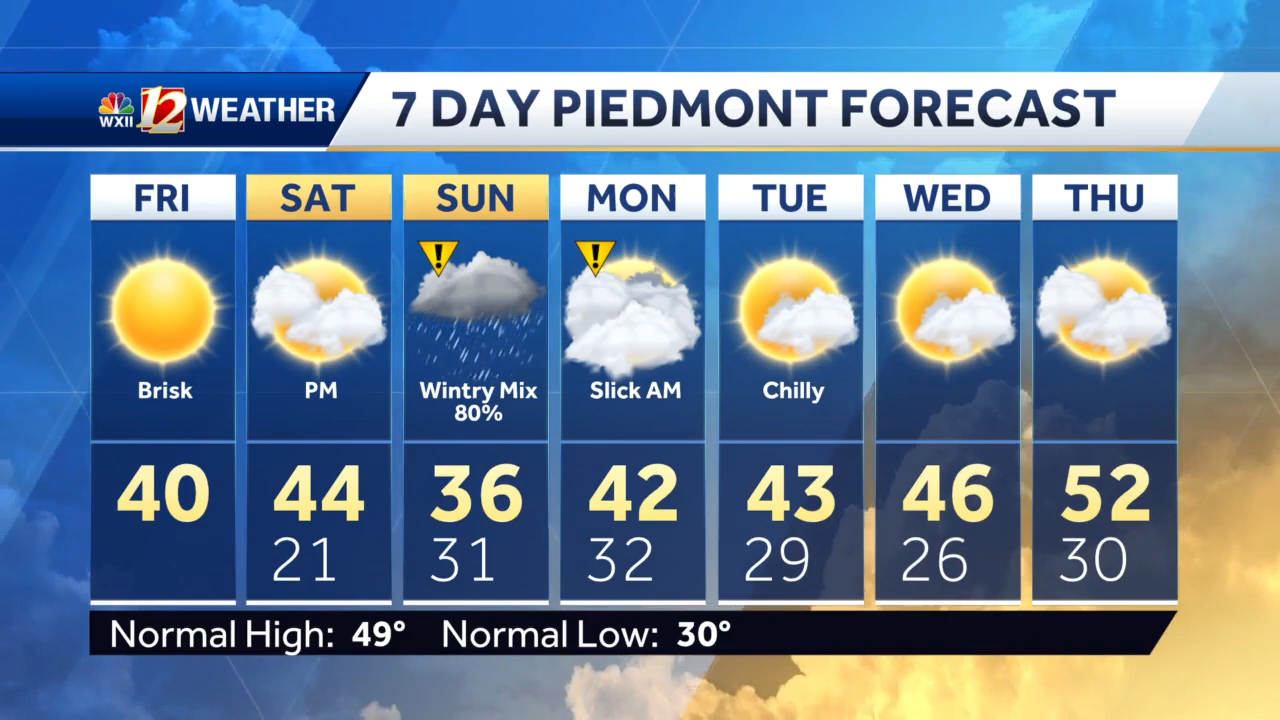 WXII 12 WEATHER
7 DAY PIEDMONT FORECAST
FRI SAT SUN MON TUE WED THU
! !
Brisk PM Wintry Mix Slick AM Chilly
80%
40 44 36 42 43 46 52
21 31 32 29 26 30
Normal High: 49° Normal Low: 30°